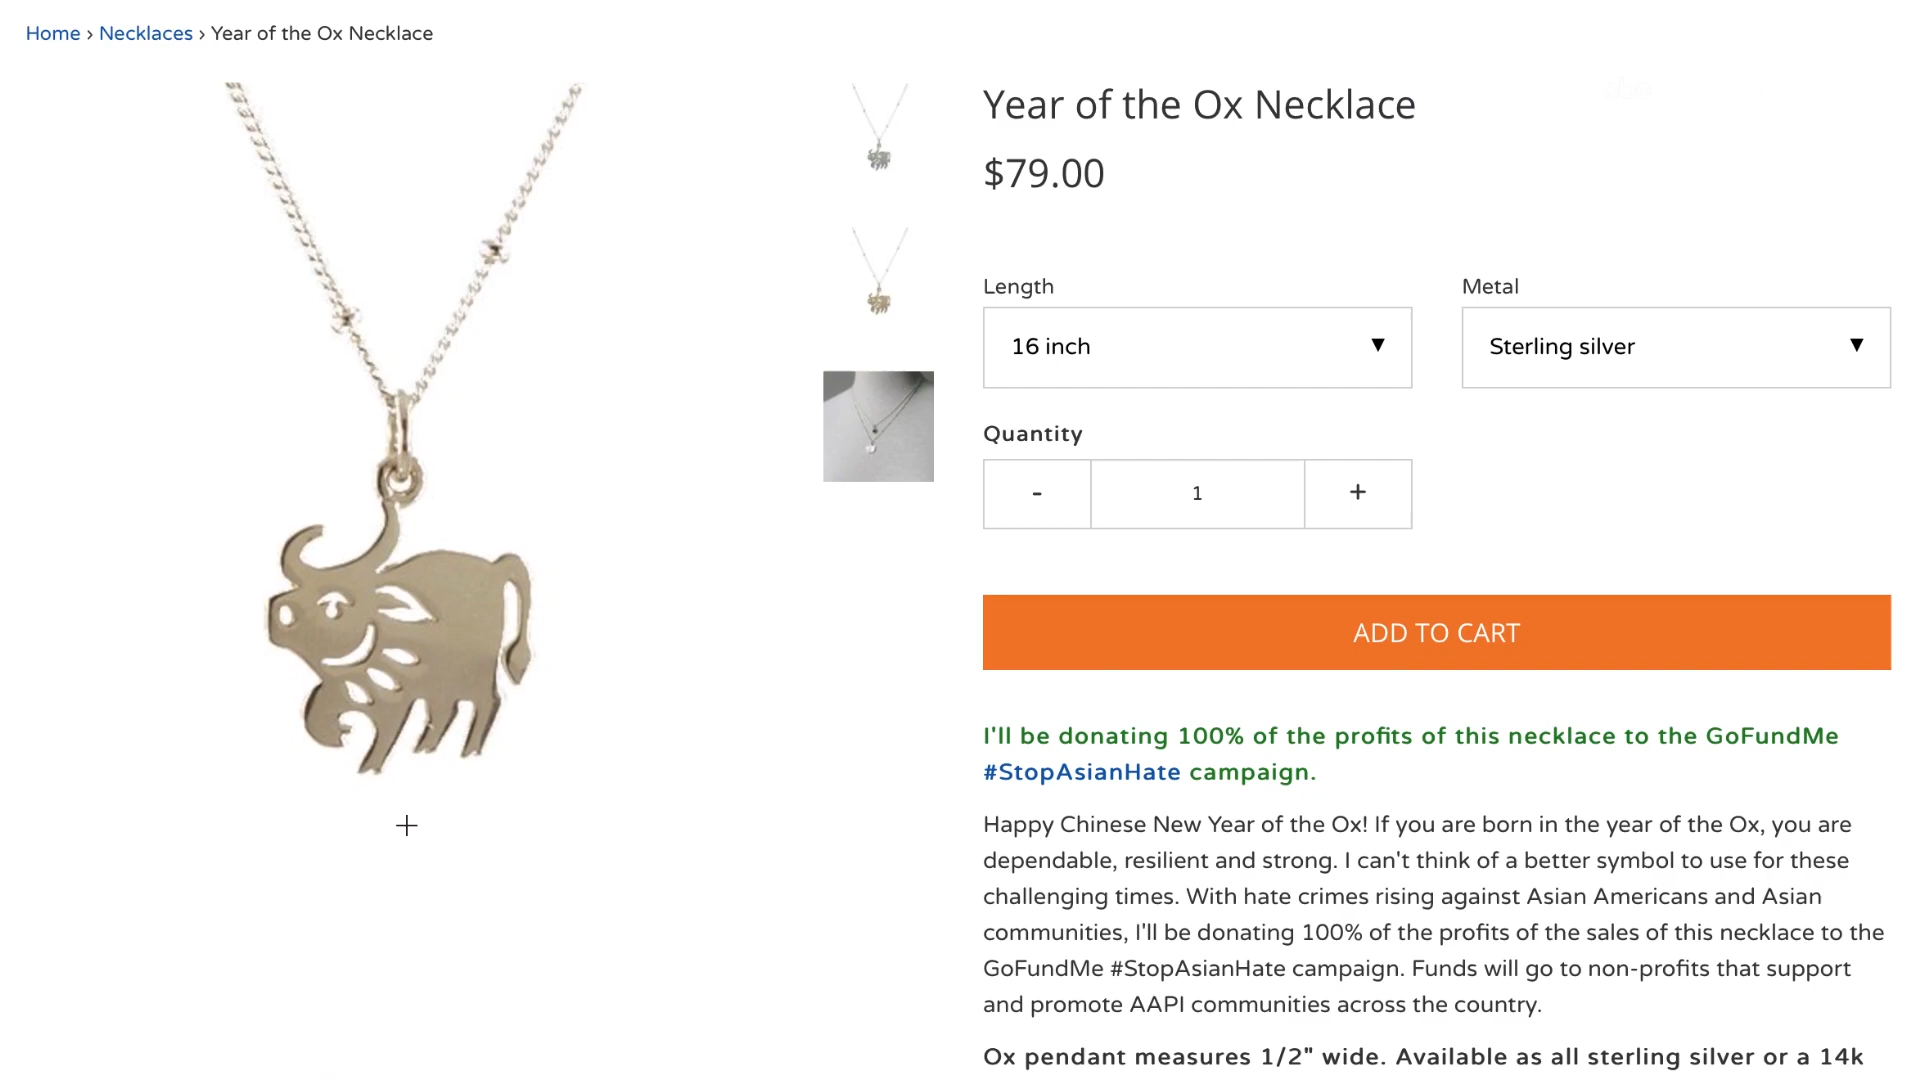 Home › Necklaces › Year of the Ox Necklace
Year of the Ox Necklace
$79.00
Length
Metal
16 inch ▼
Sterling silver ▼
Quantity
- 1 +
ADD TO CART
I'll be donating 100% of the profits of this necklace to the GoFundMe
#StopAsianHate campaign.
Happy Chinese New Year of the Ox! If you are born in the year of the Ox, you are
dependable, resilient and strong. I can't think of a better symbol to use for these
challenging times. With hate crimes rising against Asian Americans and Asian
communities, I'll be donating 100% of the profits of the sales of this necklace to the
GoFundMe #StopAsianHate campaign. Funds will go to non-profits that support
and promote AAPI communities across the country.
Ox pendant measures 1/2" wide. Available as all sterling silver or a 14k